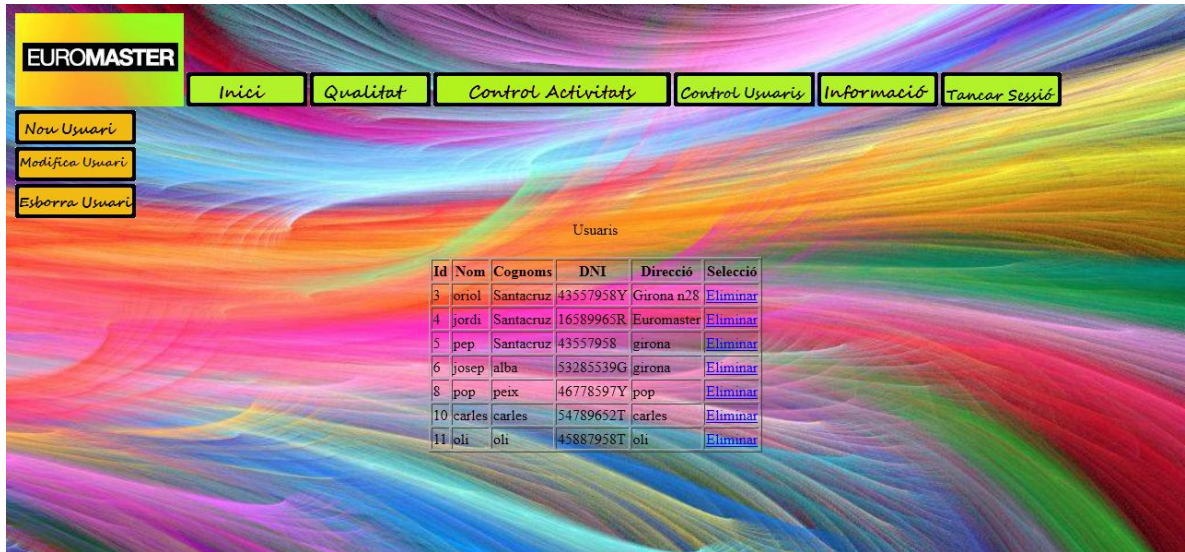 EUROMASTER
Inici Qualitat Control Activitats Control Usuaris Informació Tancar Sessió
Nou Usuari
Modifica Usuari
Esborra Usuari
Usuaris
Id Nom Cognoms DNI Direcció Selecció
3 oriol Santacruz 43557958Y Girona n28 Eliminar
4 jordi Santacruz 16589965R Euromaster Eliminar
5 pep Santacruz 43557958 girona Eliminar
6 josep alba 53285539G girona Eliminar
8 pop peix 46778597Y pop Eliminar
10 carles carles 54789652T carles Eliminar
11 oli oli 45887958T oli Eliminar